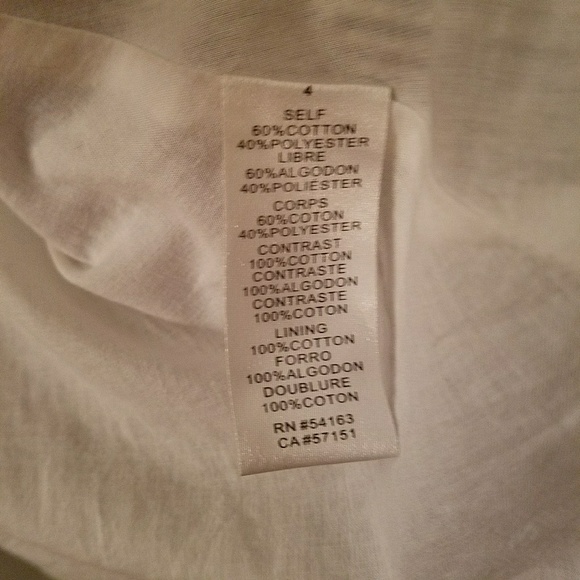 4
SELF
60%COTTON
40%POLYESTER
LIBRE
60%ALGODON
40%POLIESTER
CORPS
60%COTON
40%POLYESTER
CONTRAST
100%COTTON
CONTRASTE
100%ALGODON
CONTRASTE
100%COTON
LINING
100%COTTON
FORRO
100%ALGODON
DOUBLURE
100%COTON
RN #54163
CA #57151